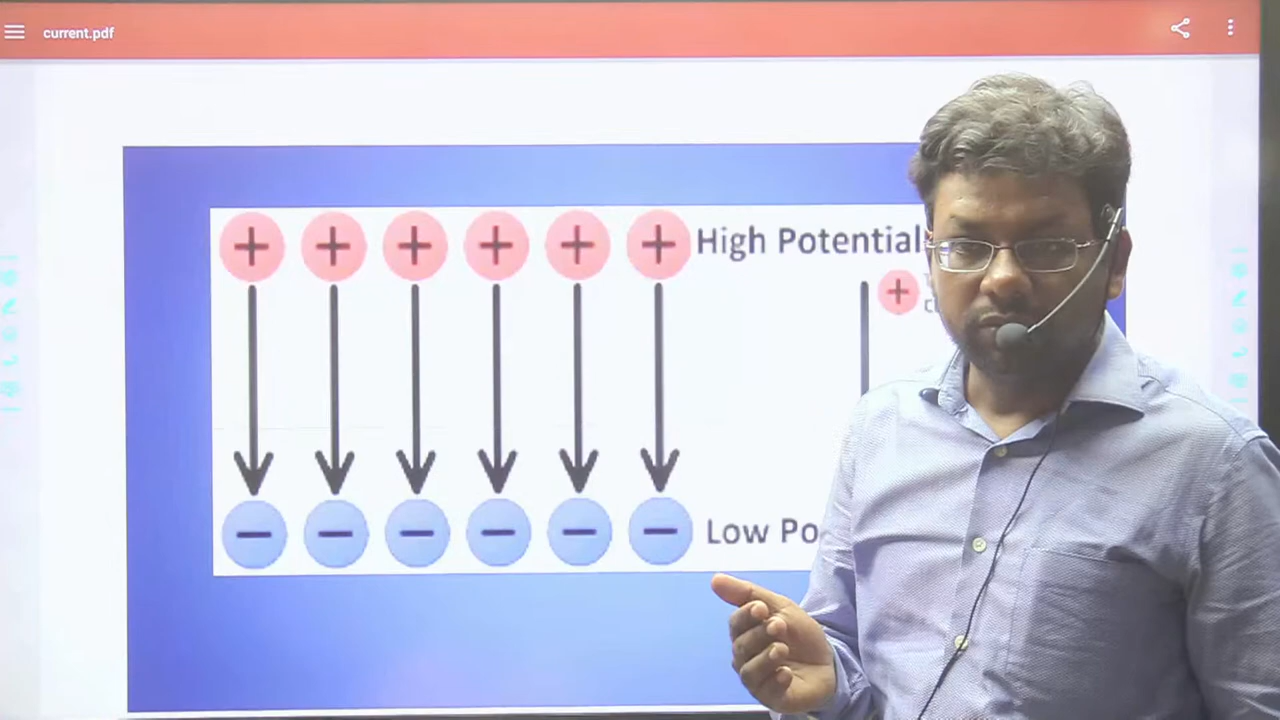 current.pdf
+ + + + + + High Potential
+
− − − − − − Low Po